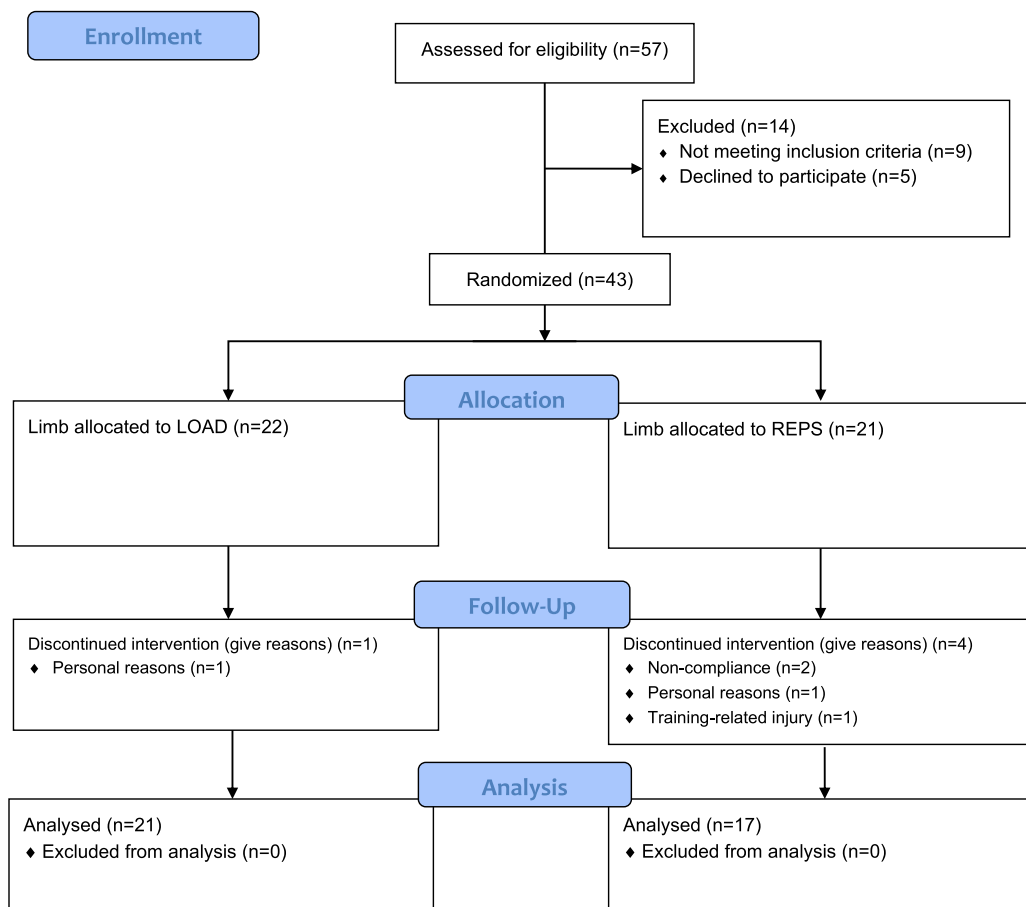 Enrollment
Assessed for eligibility (n=57)
Excluded (n=14)
♦ Not meeting inclusion criteria (n=9)
♦ Declined to participate (n=5)
Randomized (n=43)
Allocation
Limb allocated to LOAD (n=22)
Limb allocated to REPS (n=21)
Follow-Up
Discontinued intervention (give reasons) (n=1)
♦ Personal reasons (n=1)
Discontinued intervention (give reasons) (n=4)
♦ Non-compliance (n=2)
♦ Personal reasons (n=1)
♦ Training-related injury (n=1)
Analysis
Analysed (n=21)
♦ Excluded from analysis (n=0)
Analysed (n=17)
♦ Excluded from analysis (n=0)